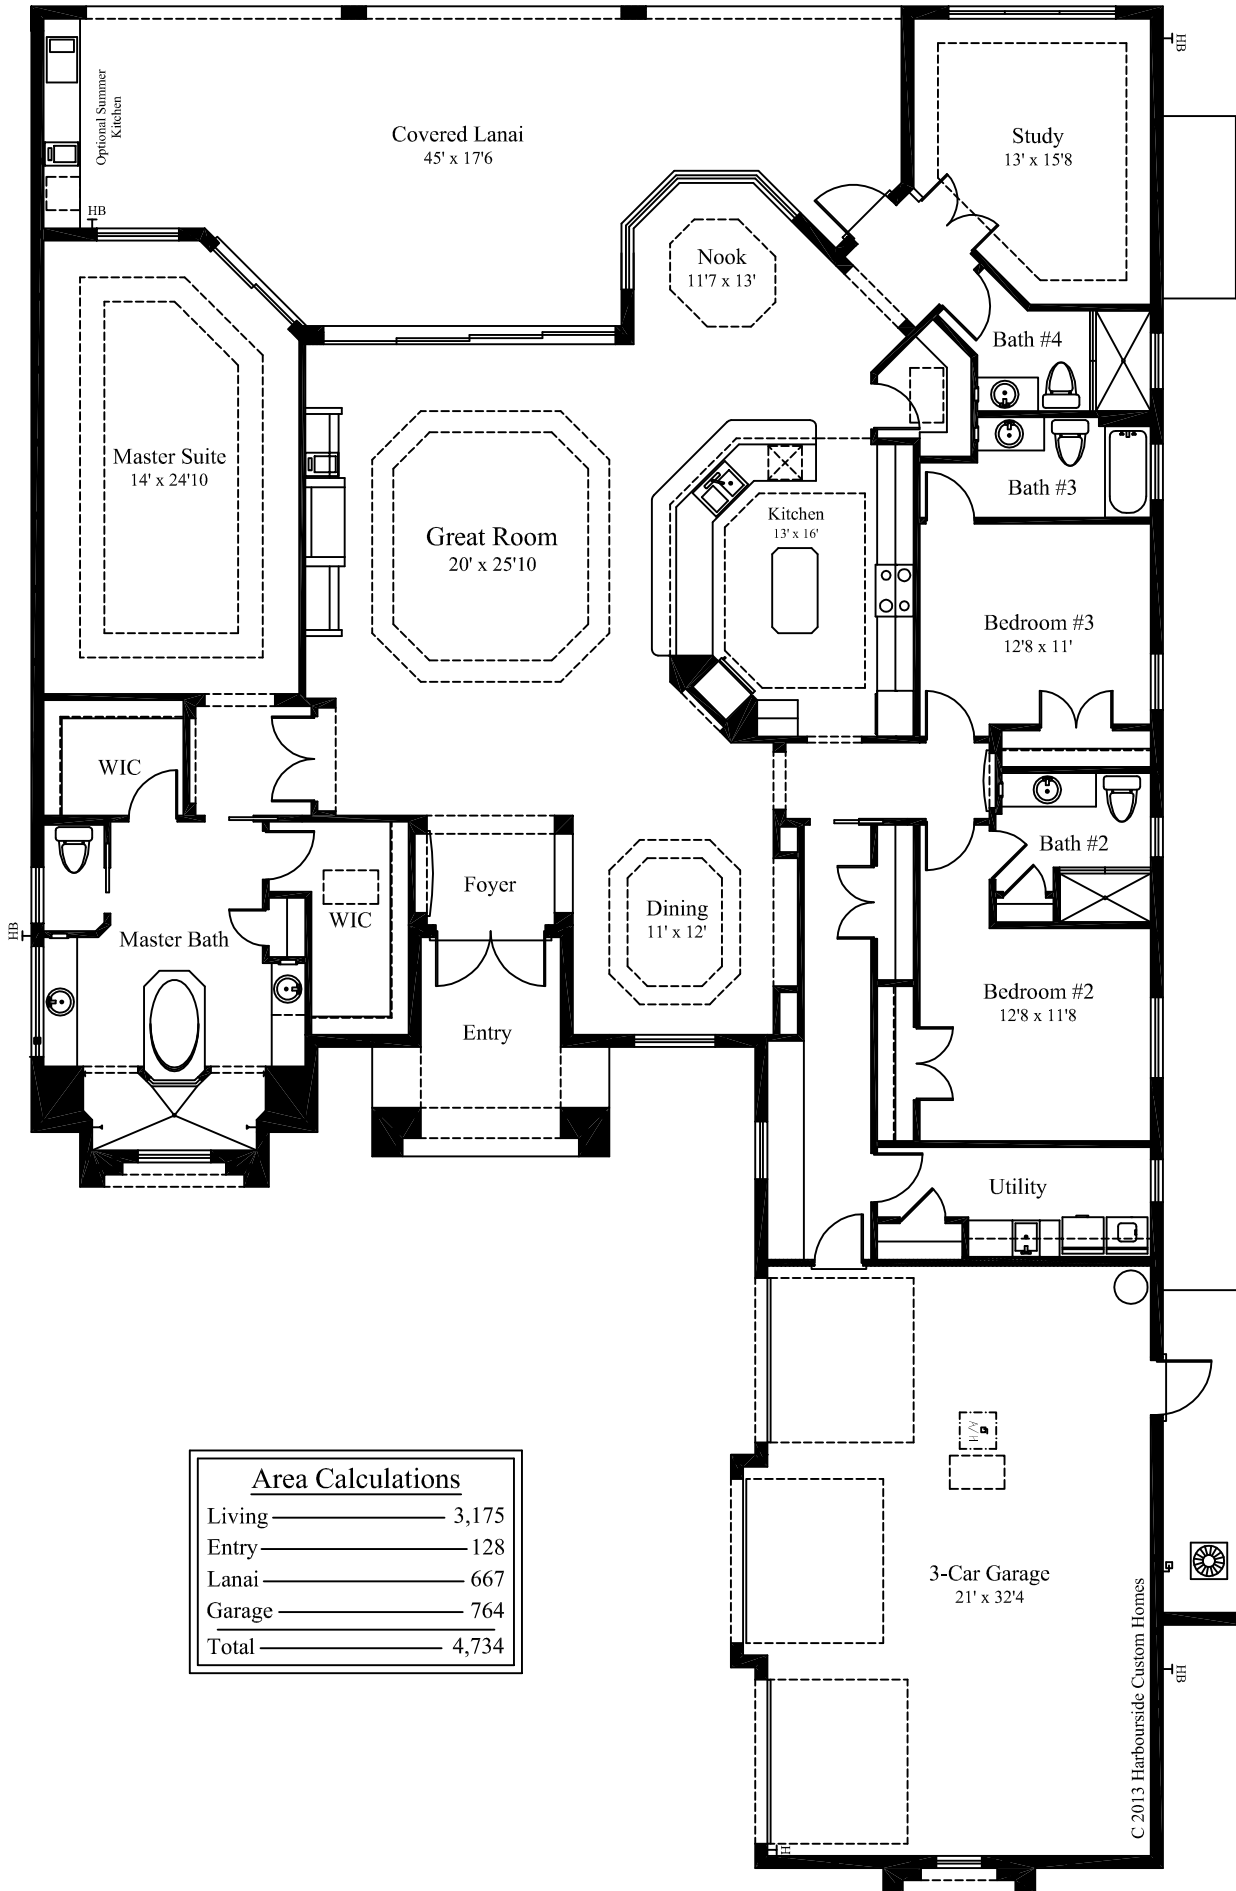 HB
Optional Summer
Kitchen
Covered Lanai
45' x 17'6
Study
13' x 15'8
HB
Nook
11'7 x 13'
Bath #4
Master Suite
14' x 24'10
Great Room
20' x 25'10
Kitchen
13' x 16'
Bath #3
Bedroom #3
12'8 x 11'
WIC
Bath #2
Foyer
WIC
Dining
11' x 12'
HB
Master Bath
Bedroom #2
12'8 x 11'8
Entry
Utility
A/H
Area Calculations
Living 3,175
Entry 128
Lanai 667
Garage 764
Total 4,734
3-Car Garage
21' x 32'4
C 2013 Harbourside Custom Homes
HB
H